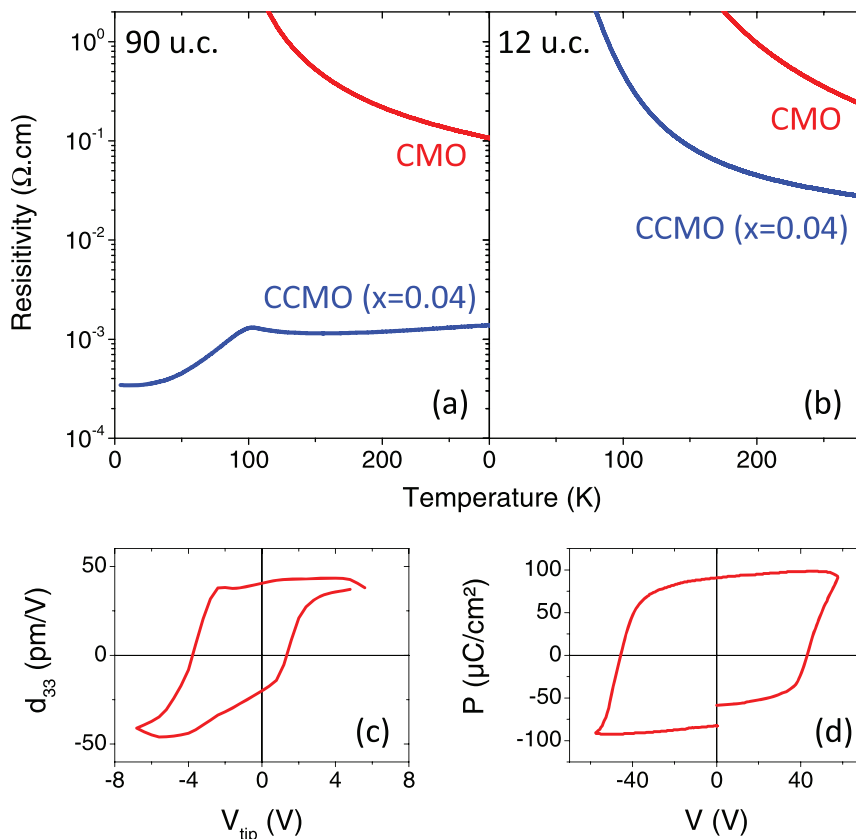 90 u.c.
12 u.c.
CMO
CMO
CCMO (x=0.04)
CCMO (x=0.04)
(a)
(b)
Resisitivity (Ω.cm)
10⁰
10⁻¹
10⁻²
10⁻³
10⁻⁴
0 100 200 0 100 200
Temperature (K)
50
0
-50
d₃₃ (pm/V)
(c)
-8 -4 0 4 8
V_tip (V)
100
50
0
-50
-100
P (µC/cm²)
(d)
-40 0 40
V (V)